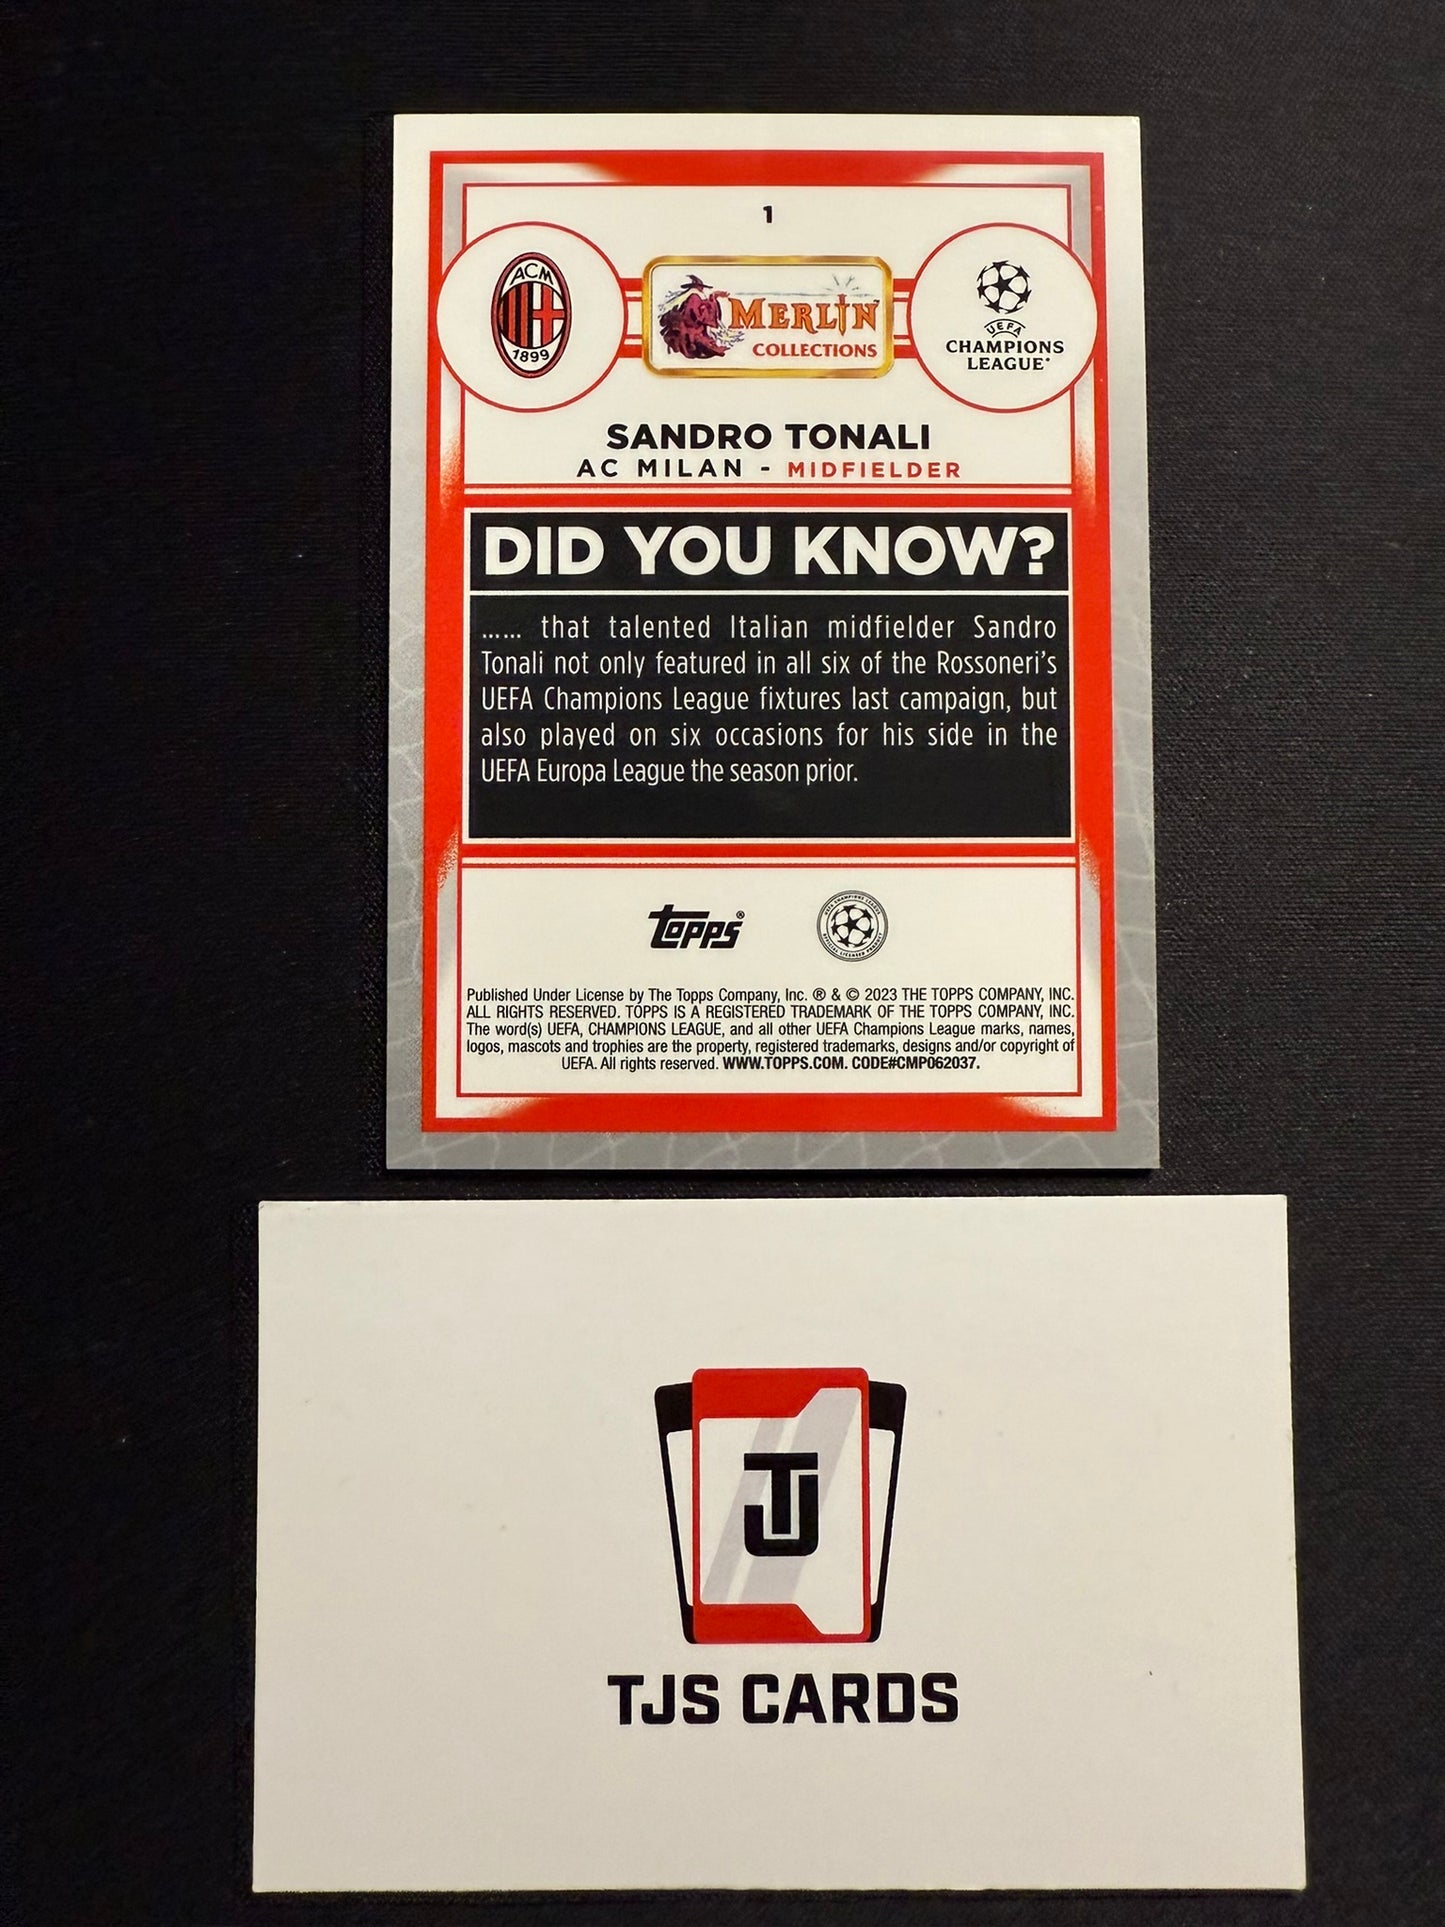 1
ACM
1899
MERLIN
COLLECTIONS
UEFA
CHAMPIONS
LEAGUE®
SANDRO TONALI
AC MILAN - MIDFIELDER
DID YOU KNOW?
...... that talented Italian midfielder Sandro
Tonali not only featured in all six of the Rossoneri's
UEFA Champions League fixtures last campaign, but
also played on six occasions for his side in the
UEFA Europa League the season prior.
Topps®
UEFA CHAMPIONS LEAGUE
OFFICIAL LICENSED PRODUCT
Published Under License by The Topps Company, Inc. ® & © 2023 THE TOPPS COMPANY, INC.
ALL RIGHTS RESERVED. TOPPS IS A REGISTERED TRADEMARK OF THE TOPPS COMPANY, INC.
The word(s) UEFA, CHAMPIONS LEAGUE, and all other UEFA Champions League marks, names,
logos, mascots and trophies are the property, registered trademarks, designs and/or copyright of
UEFA. All rights reserved. WWW.TOPPS.COM. CODE#CMP062037.
TJ
TJS CARDS